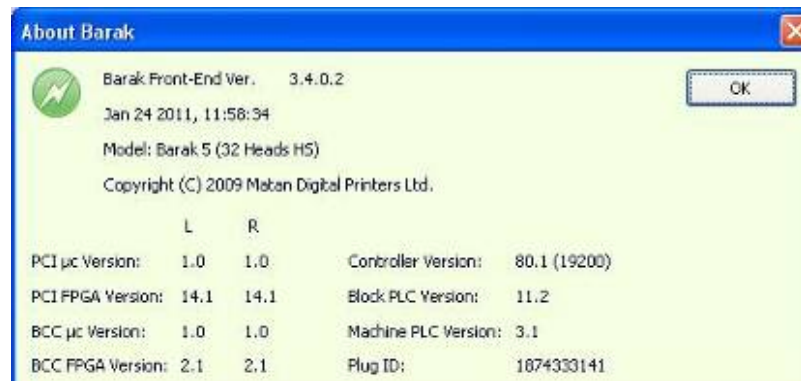 About Barak
Barak Front-End Ver. 3.4.0.2
OK
Jan 24 2011, 11:58:34
Model: Barak 5 (32 Heads HS)
Copyright (C) 2009 Matan Digital Printers Ltd.
L R
PCI µc Version: 1.0 1.0 Controller Version: 80.1 (19200)
PCI FPGA Version: 14.1 14.1 Block PLC Version: 11.2
BCC µc Version: 1.0 1.0 Machine PLC Version: 3.1
BCC FPGA Version: 2.1 2.1 Plug ID: 1874333141